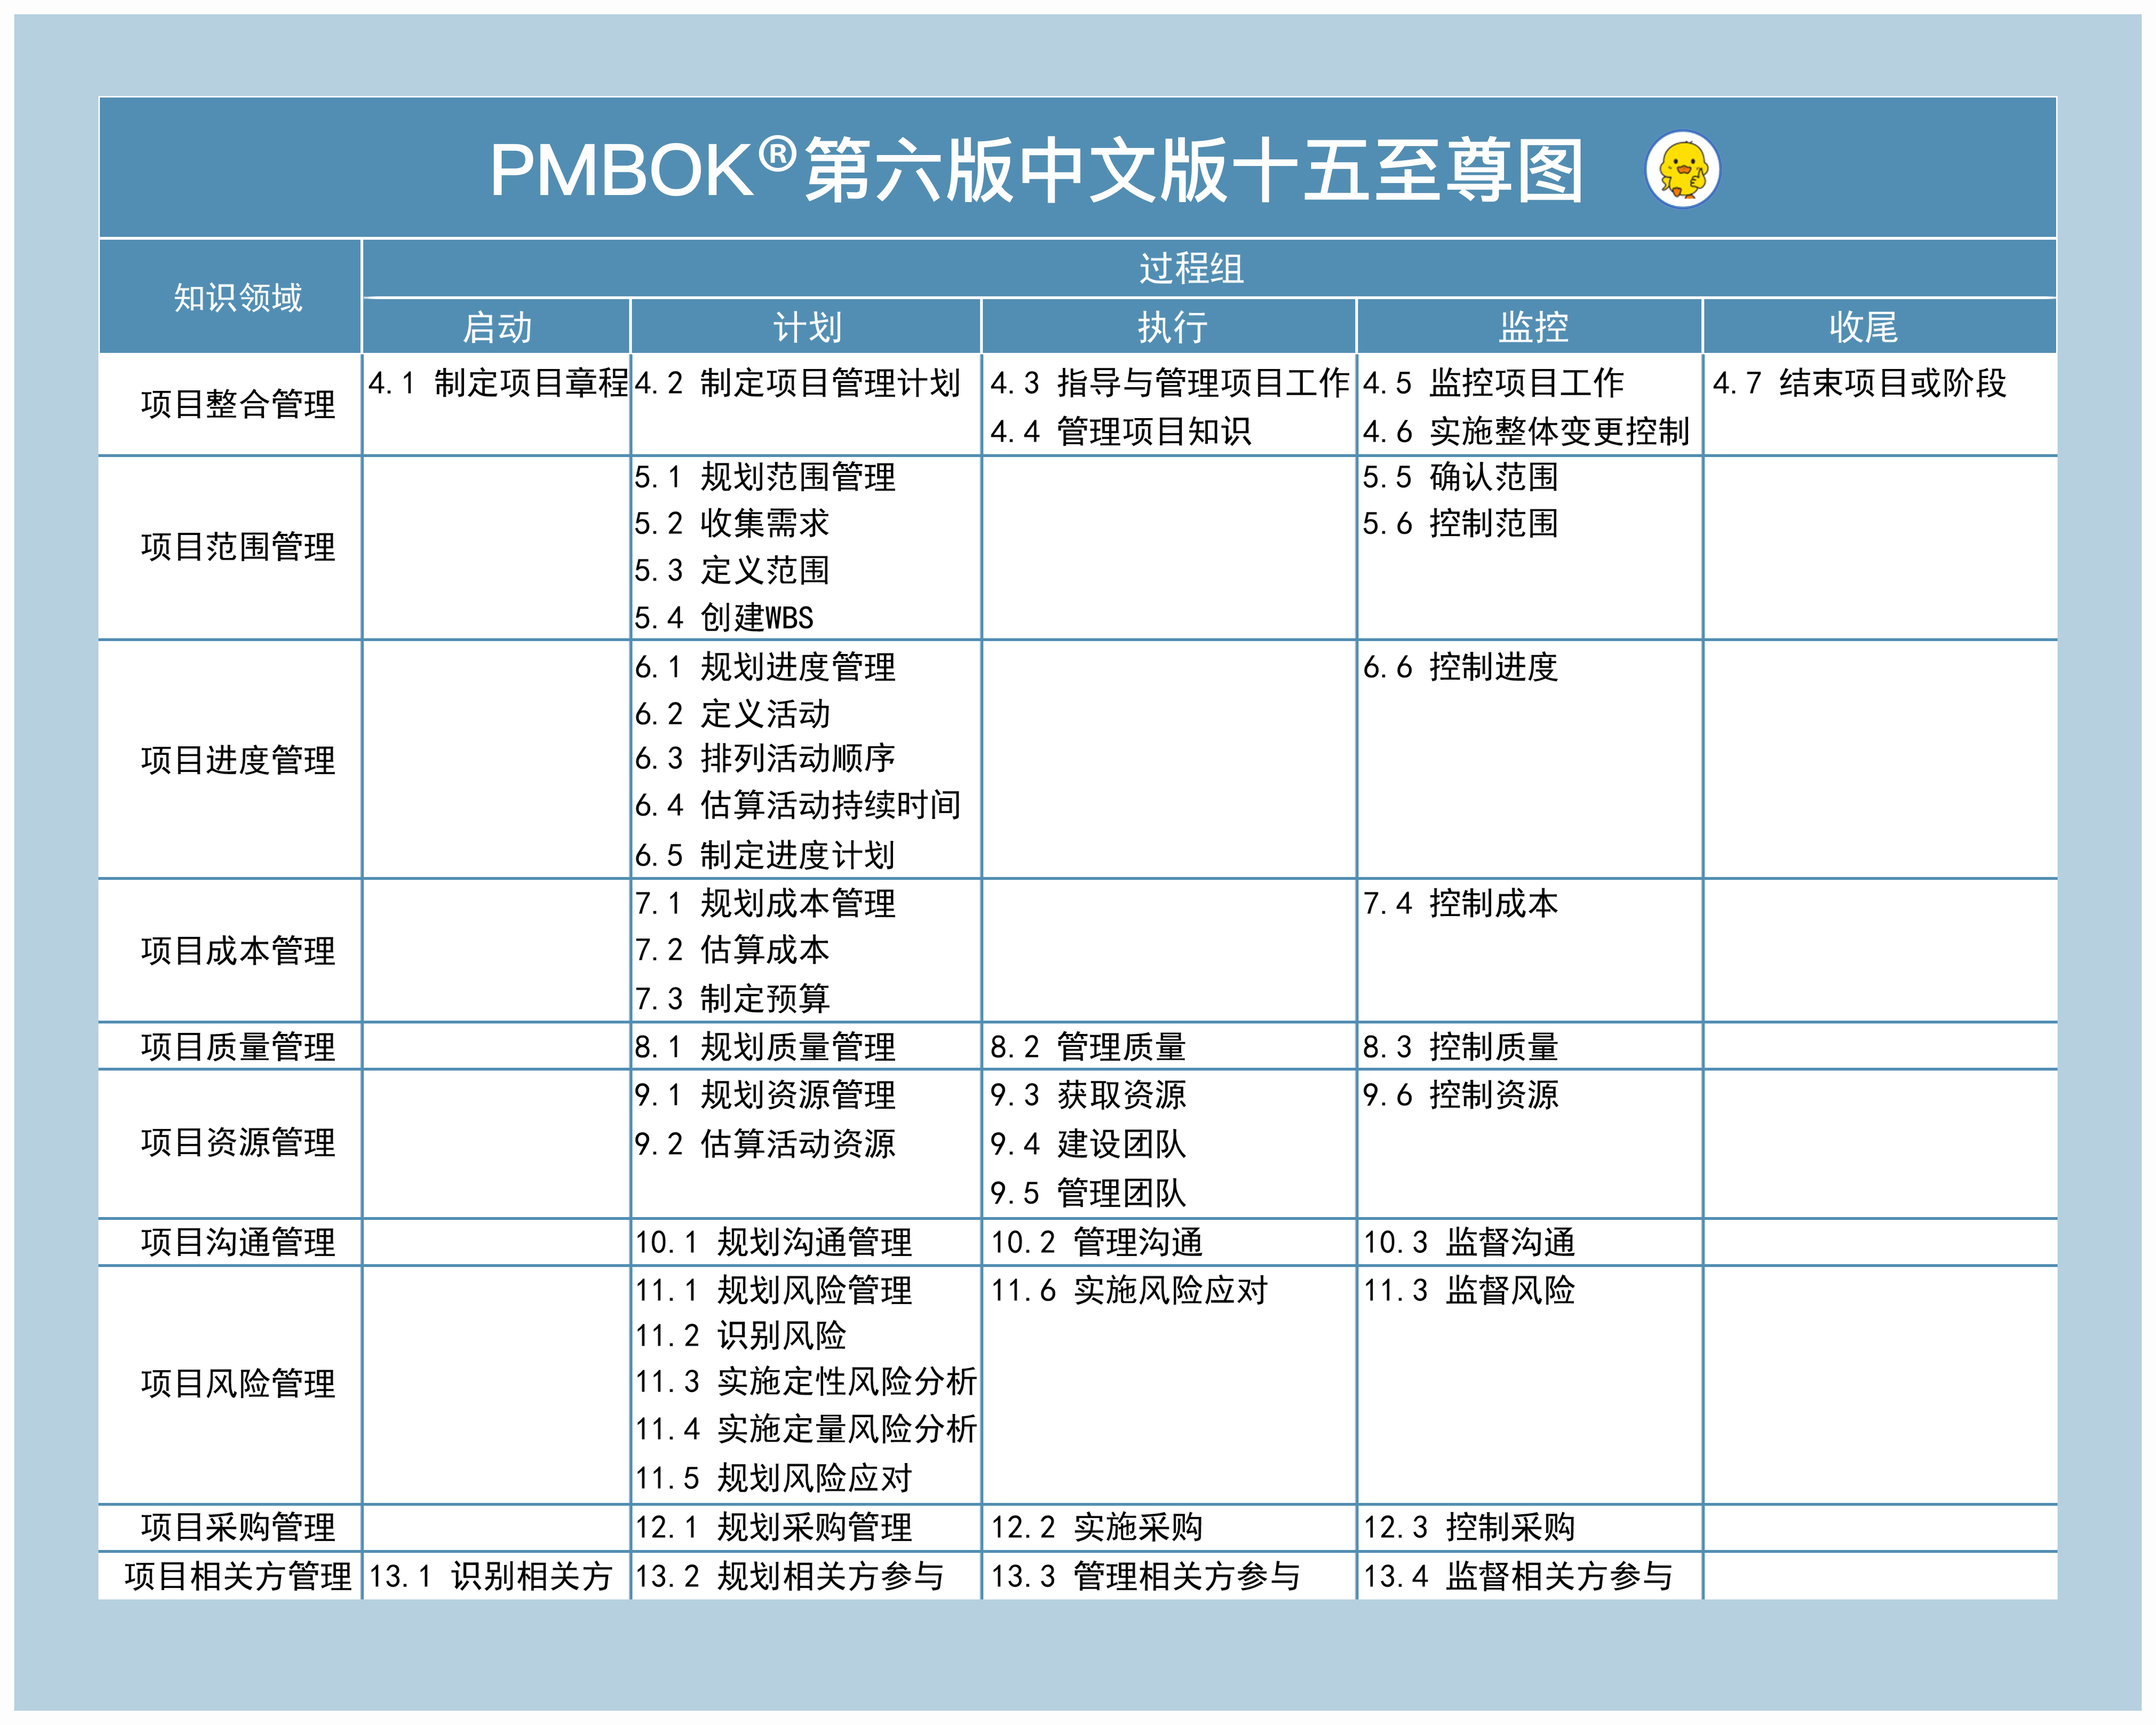 PMBOK®第六版中文版十五至尊图
知识领域
过程组
启动
计划
执行
监控
收尾
项目整合管理
4.1 制定项目章程
4.2 制定项目管理计划
4.3 指导与管理项目工作
4.4 管理项目知识
4.5 监控项目工作
4.6 实施整体变更控制
4.7 结束项目或阶段
项目范围管理
5.1 规划范围管理
5.2 收集需求
5.3 定义范围
5.4 创建WBS
5.5 确认范围
5.6 控制范围
项目进度管理
6.1 规划进度管理
6.2 定义活动
6.3 排列活动顺序
6.4 估算活动持续时间
6.5 制定进度计划
6.6 控制进度
项目成本管理
7.1 规划成本管理
7.2 估算成本
7.3 制定预算
7.4 控制成本
项目质量管理
8.1 规划质量管理
8.2 管理质量
8.3 控制质量
项目资源管理
9.1 规划资源管理
9.2 估算活动资源
9.3 获取资源
9.4 建设团队
9.5 管理团队
9.6 控制资源
项目沟通管理
10.1 规划沟通管理
10.2 管理沟通
10.3 监督沟通
项目风险管理
11.1 规划风险管理
11.2 识别风险
11.3 实施定性风险分析
11.4 实施定量风险分析
11.5 规划风险应对
11.6 实施风险应对
11.3 监督风险
项目采购管理
12.1 规划采购管理
12.2 实施采购
12.3 控制采购
项目相关方管理
13.1 识别相关方
13.2 规划相关方参与
13.3 管理相关方参与
13.4 监督相关方参与